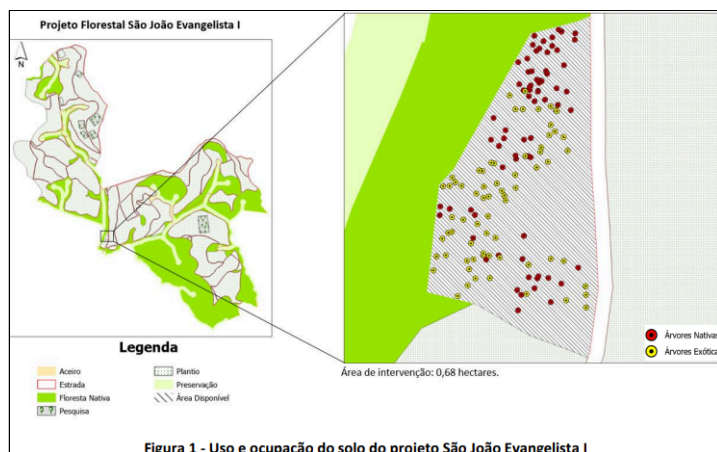 Projeto Florestal São João Evangelista I
N
Legenda
Aceiro
Estrada
Floresta Nativa
Pesquisa
Plantio
Preservação
Área Disponível
Árvores Nativas
Árvores Exótica
Área de intervenção: 0,68 hectares.
Figura 1 - Uso e ocupação do solo do projeto São João Evangelista I